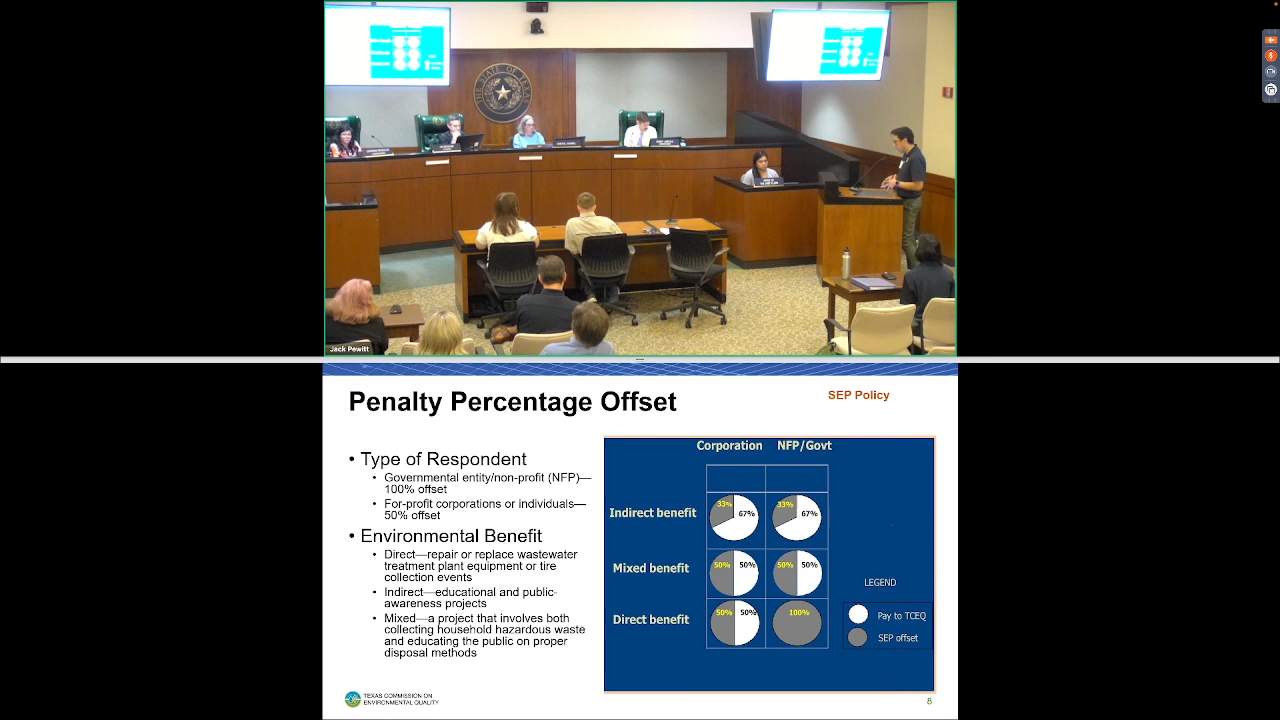 THE STATE OF TEXAS
Jack Pewitt
Penalty Percentage Offset
SEP Policy
• Type of Respondent
• Governmental entity/non-profit (NFP)—
100% offset
• For-profit corporations or individuals—
50% offset
• Environmental Benefit
• Direct—repair or replace wastewater
treatment plant equipment or tire
collection events
• Indirect—educational and public-
awareness projects
• Mixed—a project that involves both
collecting household hazardous waste
and educating the public on proper
disposal methods
Corporation NFP/Govt
Indirect benefit 33% 67% 33% 67%
Mixed benefit 50% 50% 50% 50%
Direct benefit 50% 50% 100%
LEGEND
Pay to TCEQ
SEP offset
TEXAS COMMISSION ON
ENVIRONMENTAL QUALITY
8